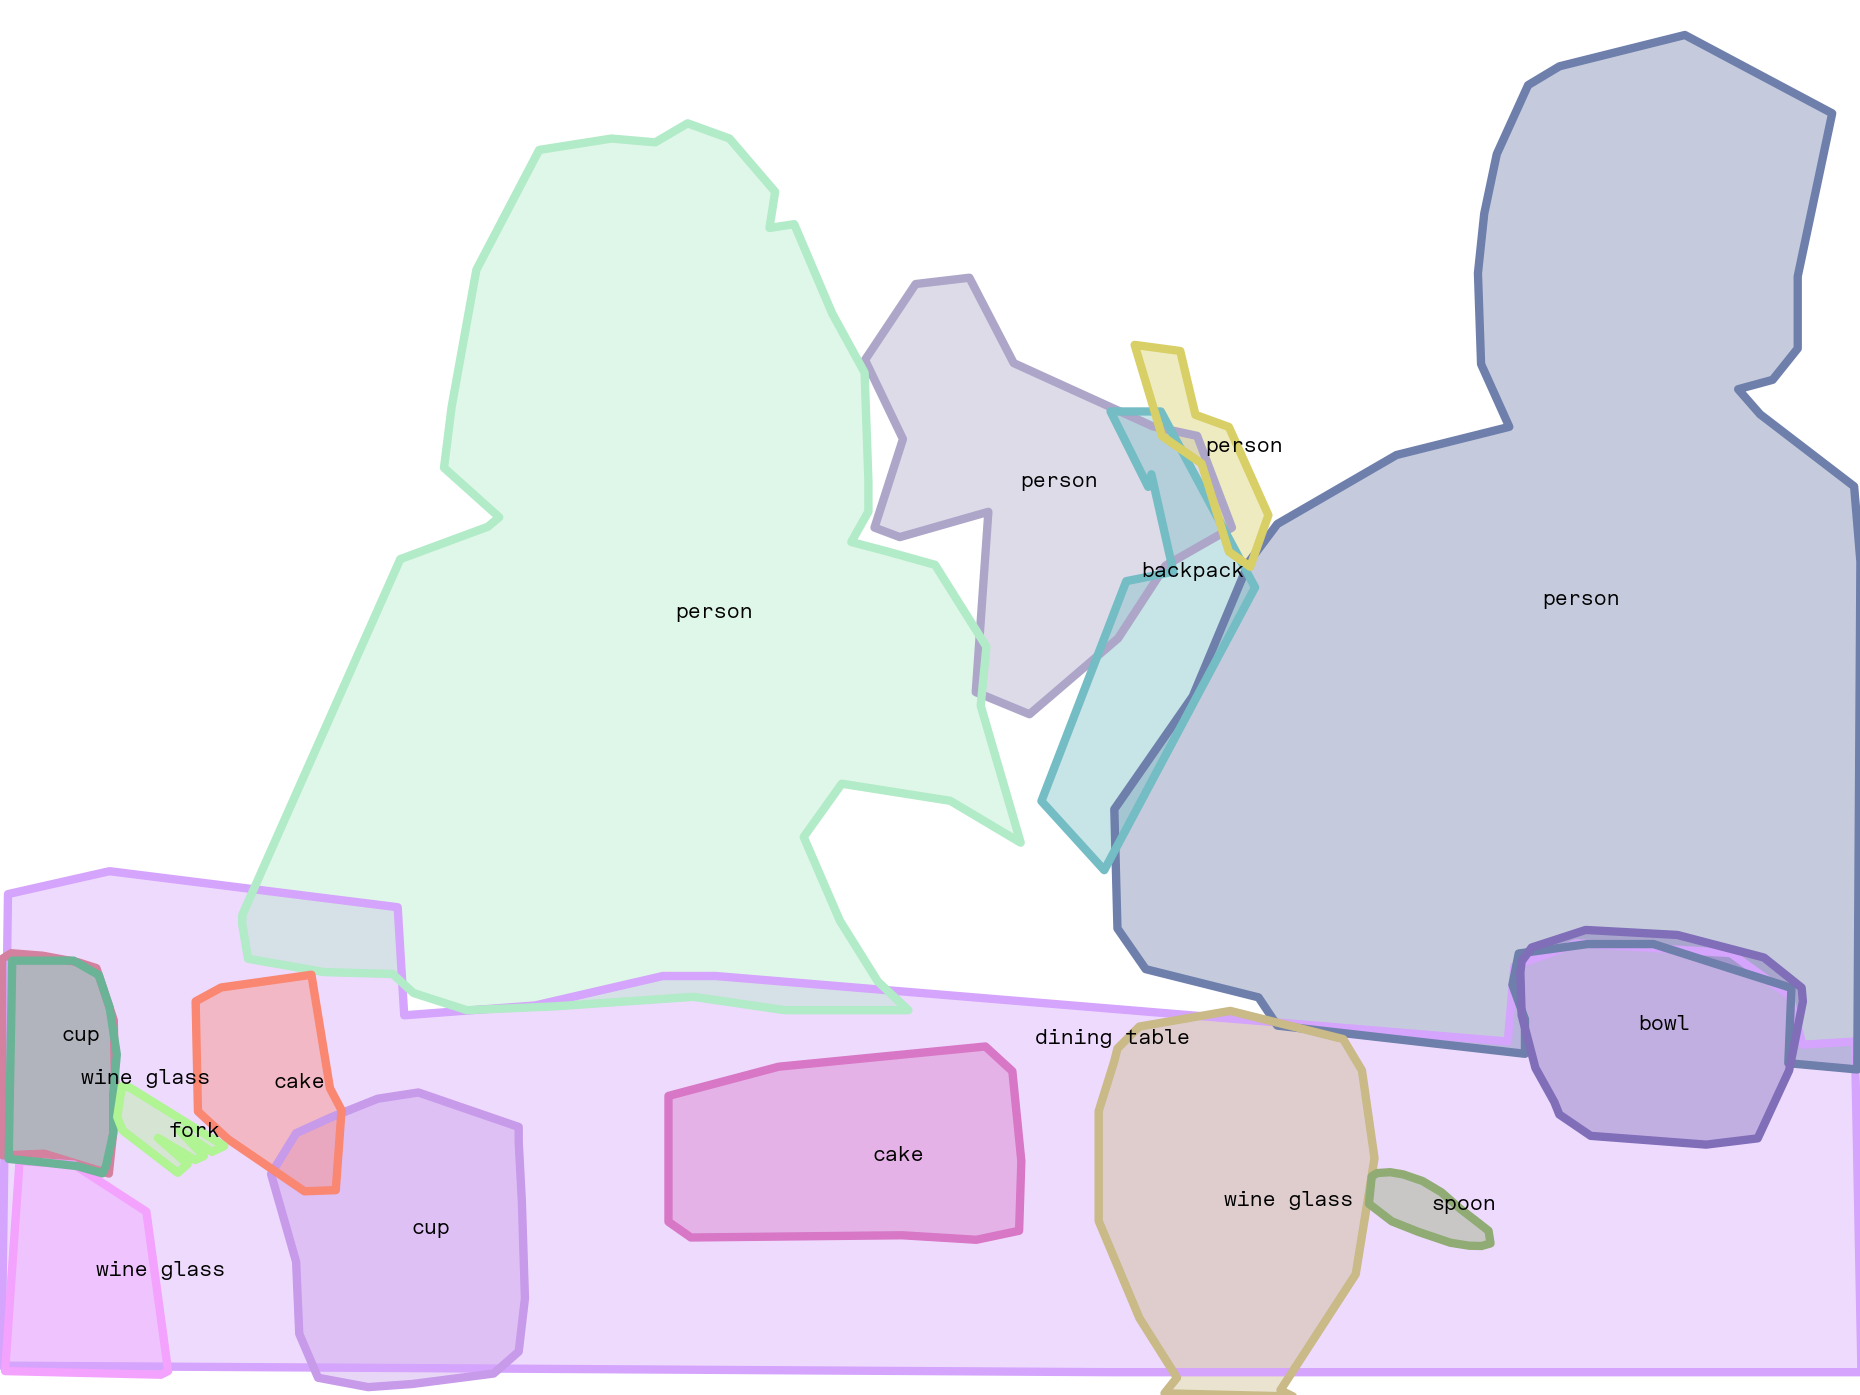 person
person
person
backpack
person
person
cup
bowl
dining table
wine glass
cake
fork
cake
wine glass
spoon
cup
wine glass